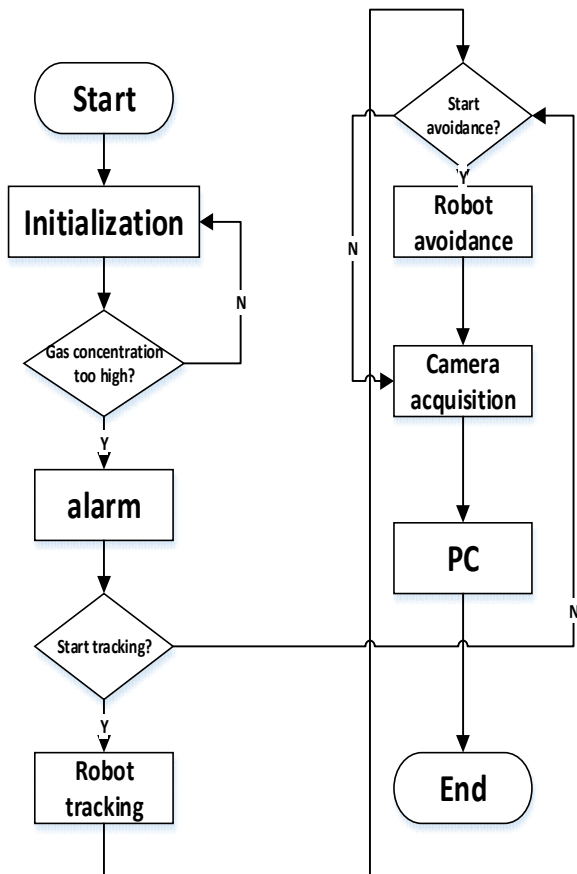 Start
Initialization
N
Gas concentration
too high?
Y
alarm
Start tracking?
Y
Robot
tracking
Start
avoidance?
Y
Robot
avoidance
N
Camera
acquisition
PC
N
End